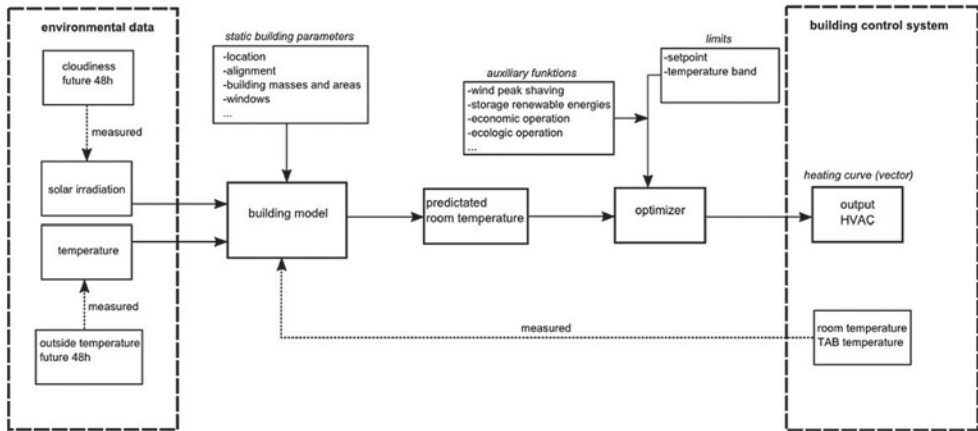 environmental data
cloudiness
future 48h
measured
solar irradiation
temperature
measured
outside temperature
future 48h
static building parameters
-location
-alignment
-building masses and areas
-windows
...
building model
predictated
room temperature
auxiliary funktions
-wind peak shaving
-storage renewable energies
-economic operation
-ecologic operation
...
limits
-setpoint
-temperature band
optimizer
measured
building control system
heating curve (vector)
output
HVAC
room temperature
TAB temperature